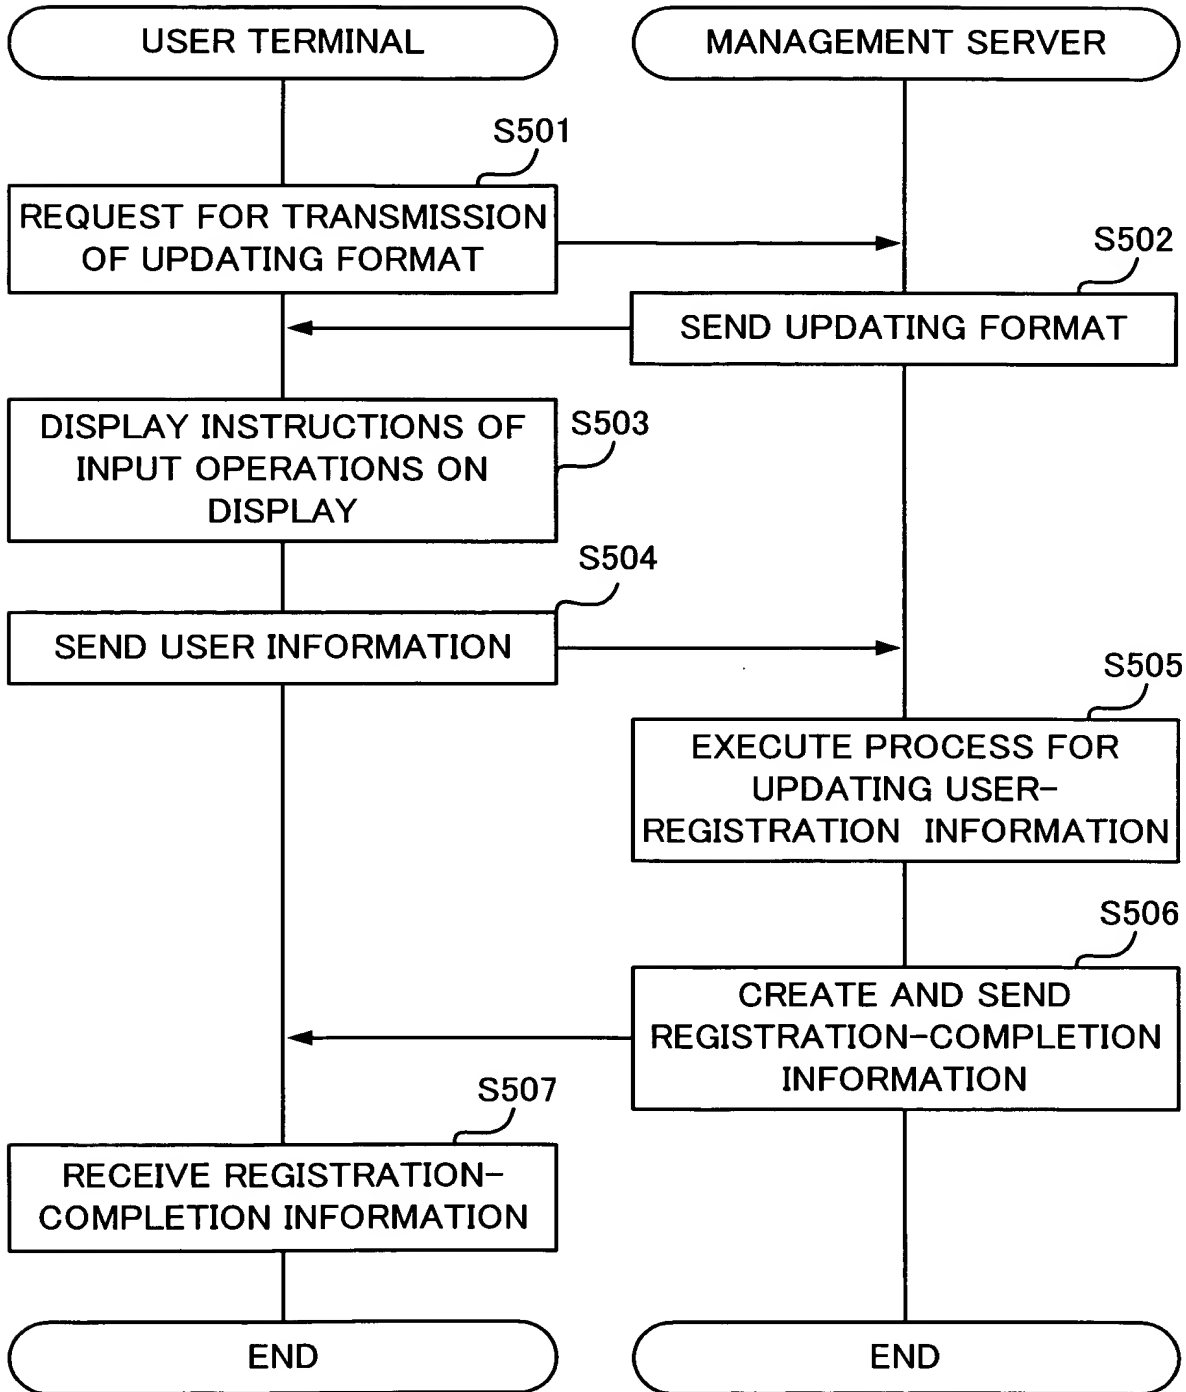 USER TERMINAL
MANAGEMENT SERVER
S501
REQUEST FOR TRANSMISSION
OF UPDATING FORMAT
S502
SEND UPDATING FORMAT
DISPLAY INSTRUCTIONS OF
INPUT OPERATIONS ON
DISPLAY
S503
S504
SEND USER INFORMATION
S505
EXECUTE PROCESS FOR
UPDATING USER-
REGISTRATION INFORMATION
S506
CREATE AND SEND
REGISTRATION-COMPLETION
INFORMATION
S507
RECEIVE REGISTRATION-
COMPLETION INFORMATION
END
END